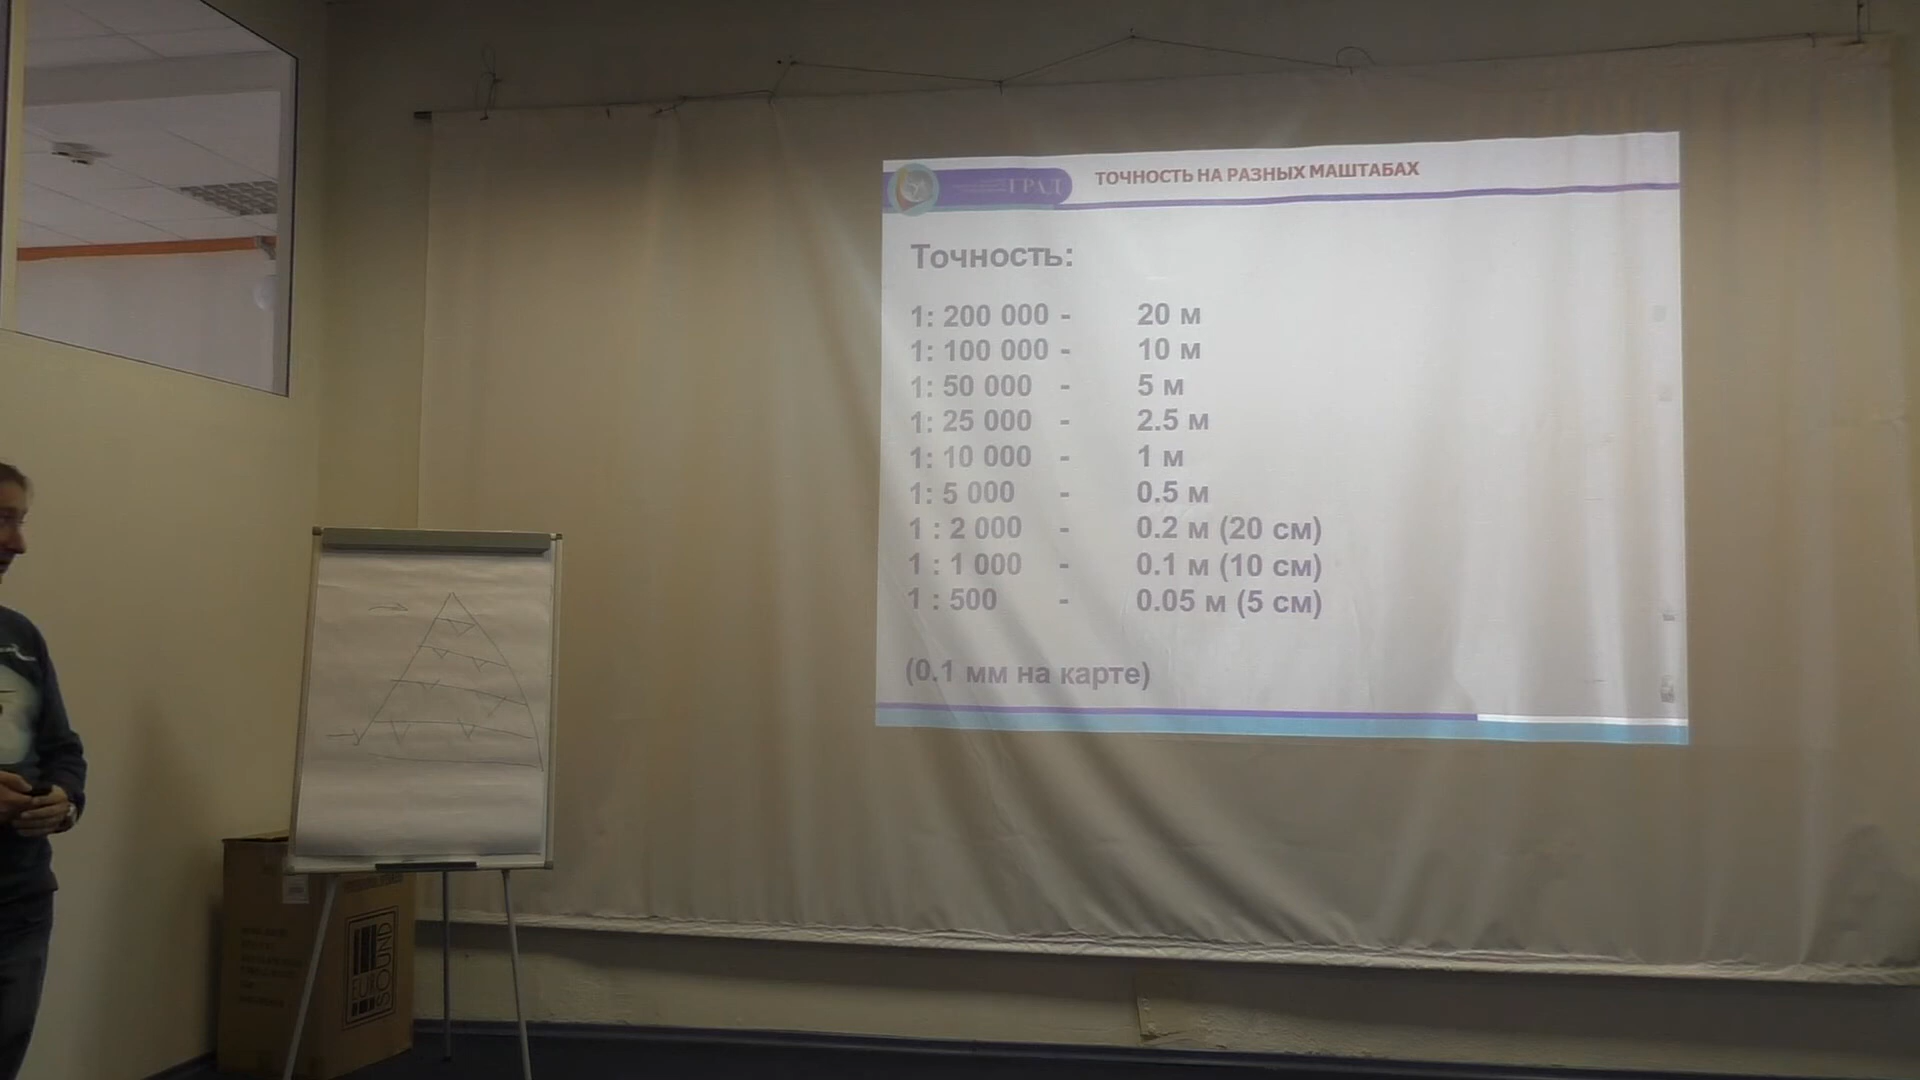 ГРАД
ТОЧНОСТЬ НА РАЗНЫХ МАШТАБАХ
Точность:
1: 200 000 - 20 м
1: 100 000 - 10 м
1: 50 000 - 5 м
1: 25 000 - 2.5 м
1: 10 000 - 1 м
1: 5 000 - 0.5 м
1 : 2 000 - 0.2 м (20 см)
1 : 1 000 - 0.1 м (10 см)
1 : 500 - 0.05 м (5 см)
(0.1 мм на карте)
EURO
SOUND